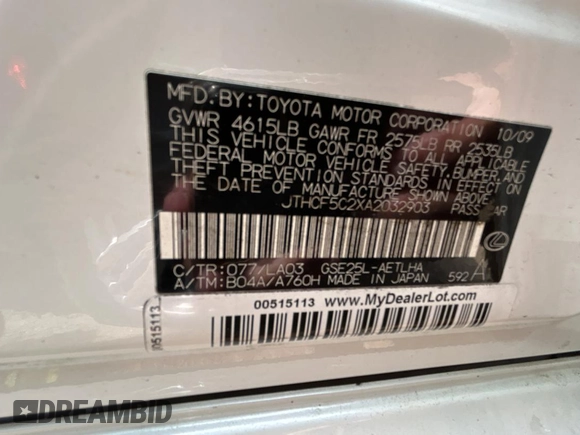 MFD. BY: TOYOTA MOTOR CORPORATION 10/09
GVWR 4615LB GAWR FR 2575LB RR 2535LB
THIS VEHICLE CONFORMS TO ALL APPLICABLE
FEDERAL MOTOR VEHICLE SAFETY, BUMPER, AND
THEFT PREVENTION STANDARDS IN EFFECT ON
THE DATE OF MANUFACTURE SHOWN ABOVE.
JTHCF5C2XA2032903 PASS CAR
C/TR: 077/LA03 GSE25L-AETLHA
A/TM: B04A/A760H MADE IN JAPAN 592
00515113 www.MyDealerLot.com
00515113
DREAMBID